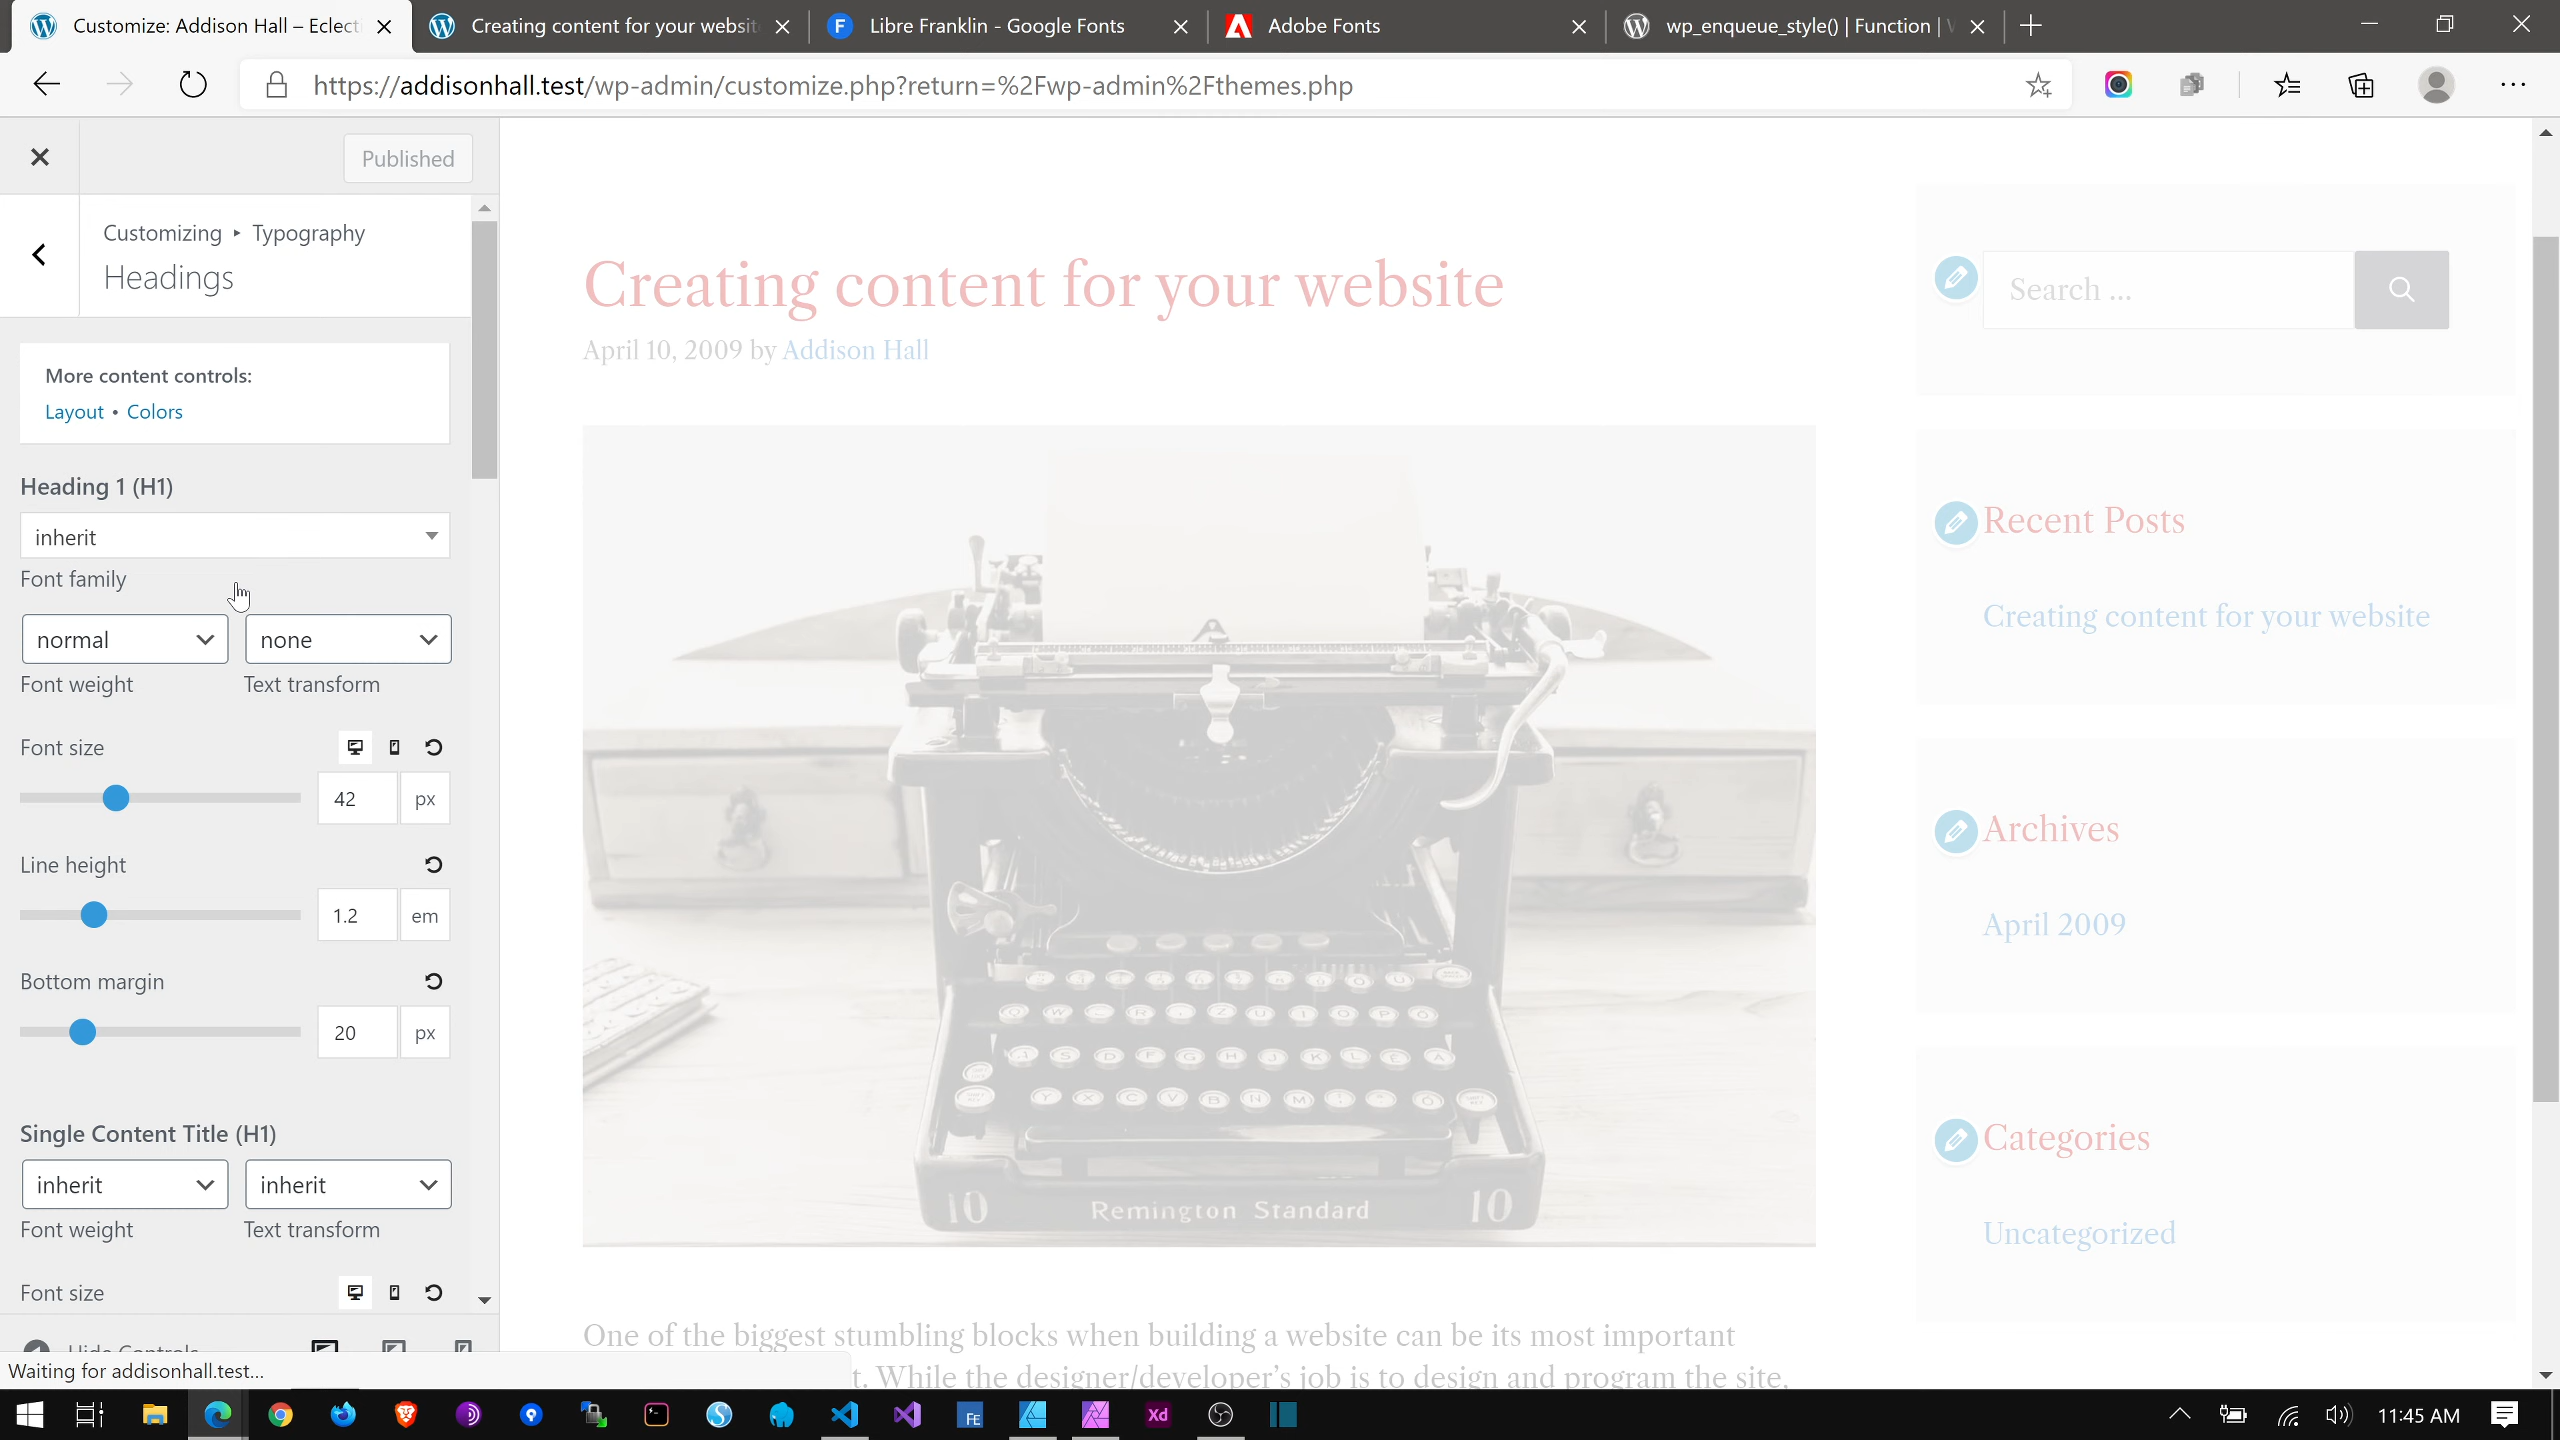 Customize: Addison Hall – Eclecti
Creating content for your websit
Libre Franklin - Google Fonts
Adobe Fonts
wp_enqueue_style() | Function |
https://addisonhall.test/wp-admin/customize.php?return=%2Fwp-admin%2Fthemes.php
Published
Customizing ▸ Typography
Headings
More content controls:
Layout • Colors
Heading 1 (H1)
inherit
Font family
normal
none
Font weight
Text transform
Font size
42
px
Line height
1.2
em
Bottom margin
20
px
Single Content Title (H1)
inherit
inherit
Font weight
Text transform
Font size
Hide Controls
Waiting for addisonhall.test...
Creating content for your website
April 10, 2009 by Addison Hall
10 Remington Standard 10
One of the biggest stumbling blocks when building a website can be its most important
t. While the designer/developer's job is to design and program the site,
Search ...
Recent Posts
Creating content for your website
Archives
April 2009
Categories
Uncategorized
FE
Xd
11:45 AM